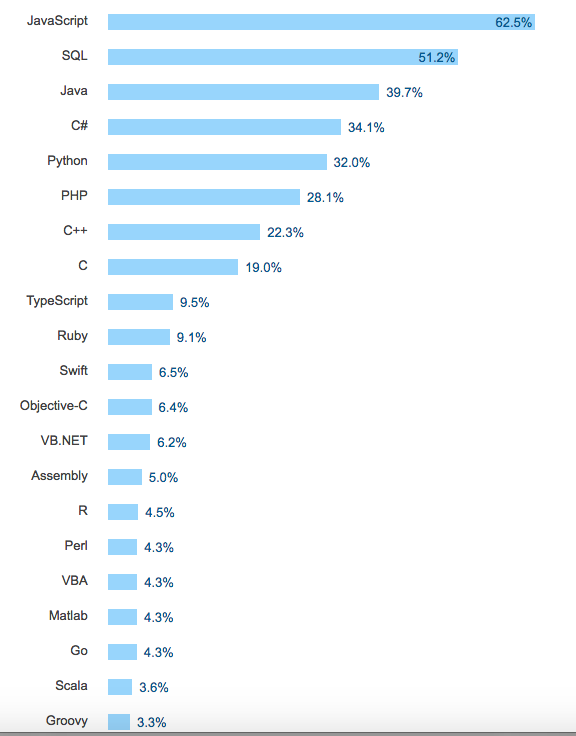 JavaScript 62.5%
SQL 51.2%
Java 39.7%
C# 34.1%
Python 32.0%
PHP 28.1%
C++ 22.3%
C 19.0%
TypeScript 9.5%
Ruby 9.1%
Swift 6.5%
Objective-C 6.4%
VB.NET 6.2%
Assembly 5.0%
R 4.5%
Perl 4.3%
VBA 4.3%
Matlab 4.3%
Go 4.3%
Scala 3.6%
Groovy 3.3%